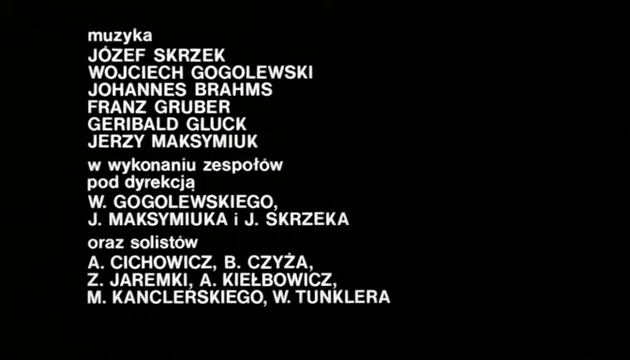 muzyka
JÓZEF SKRZEK
WOJCIECH GOGOLEWSKI
JOHANNES BRAHMS
FRANZ GRUBER
GERIBALD GLUCK
JERZY MAKSYMIUK
w wykonaniu zespołów
pod dyrekcją
W. GOGOLEWSKIEGO,
J. MAKSYMIUKA i J. SKRZEKA
oraz solistów
A. CICHOWICZ, B. CZYŻA,
Z. JAREMKI, A. KIEŁBOWICZ,
M. KANCLERSKIEGO, W. TUNKLERA